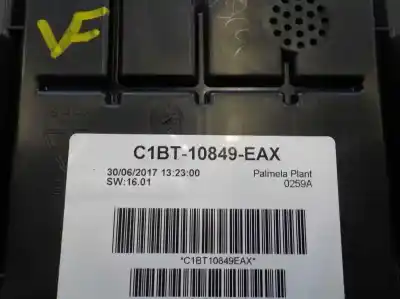 VF
C1BT-10849-EAX
30/06/2017 13:23:00
Palmela Plant
SW:16.01
0259A
*C1BT10849EAX*